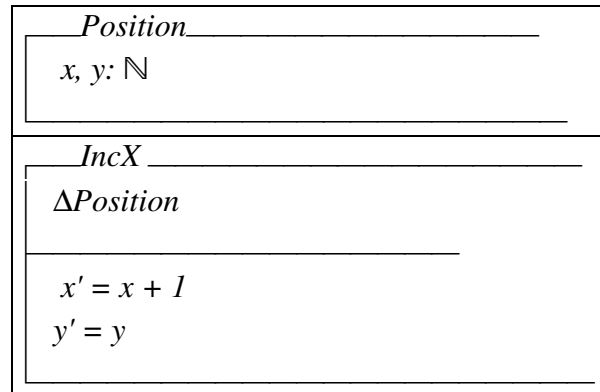 Position
x, y: ℕ
IncX
ΔPosition
x′ = x + 1
y′ = y